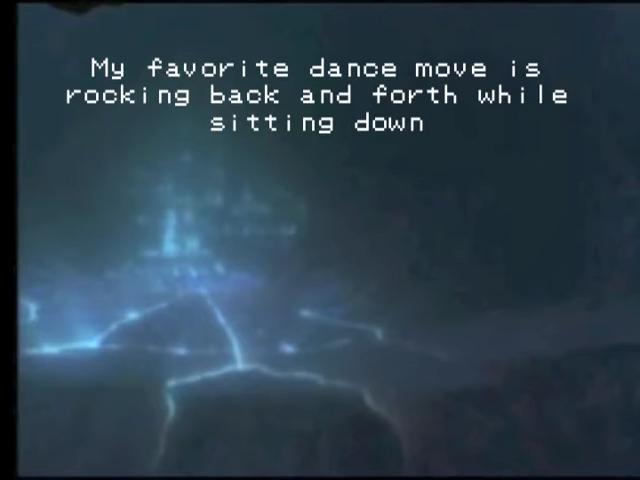 My favorite dance move is
rocking back and forth while
sitting down